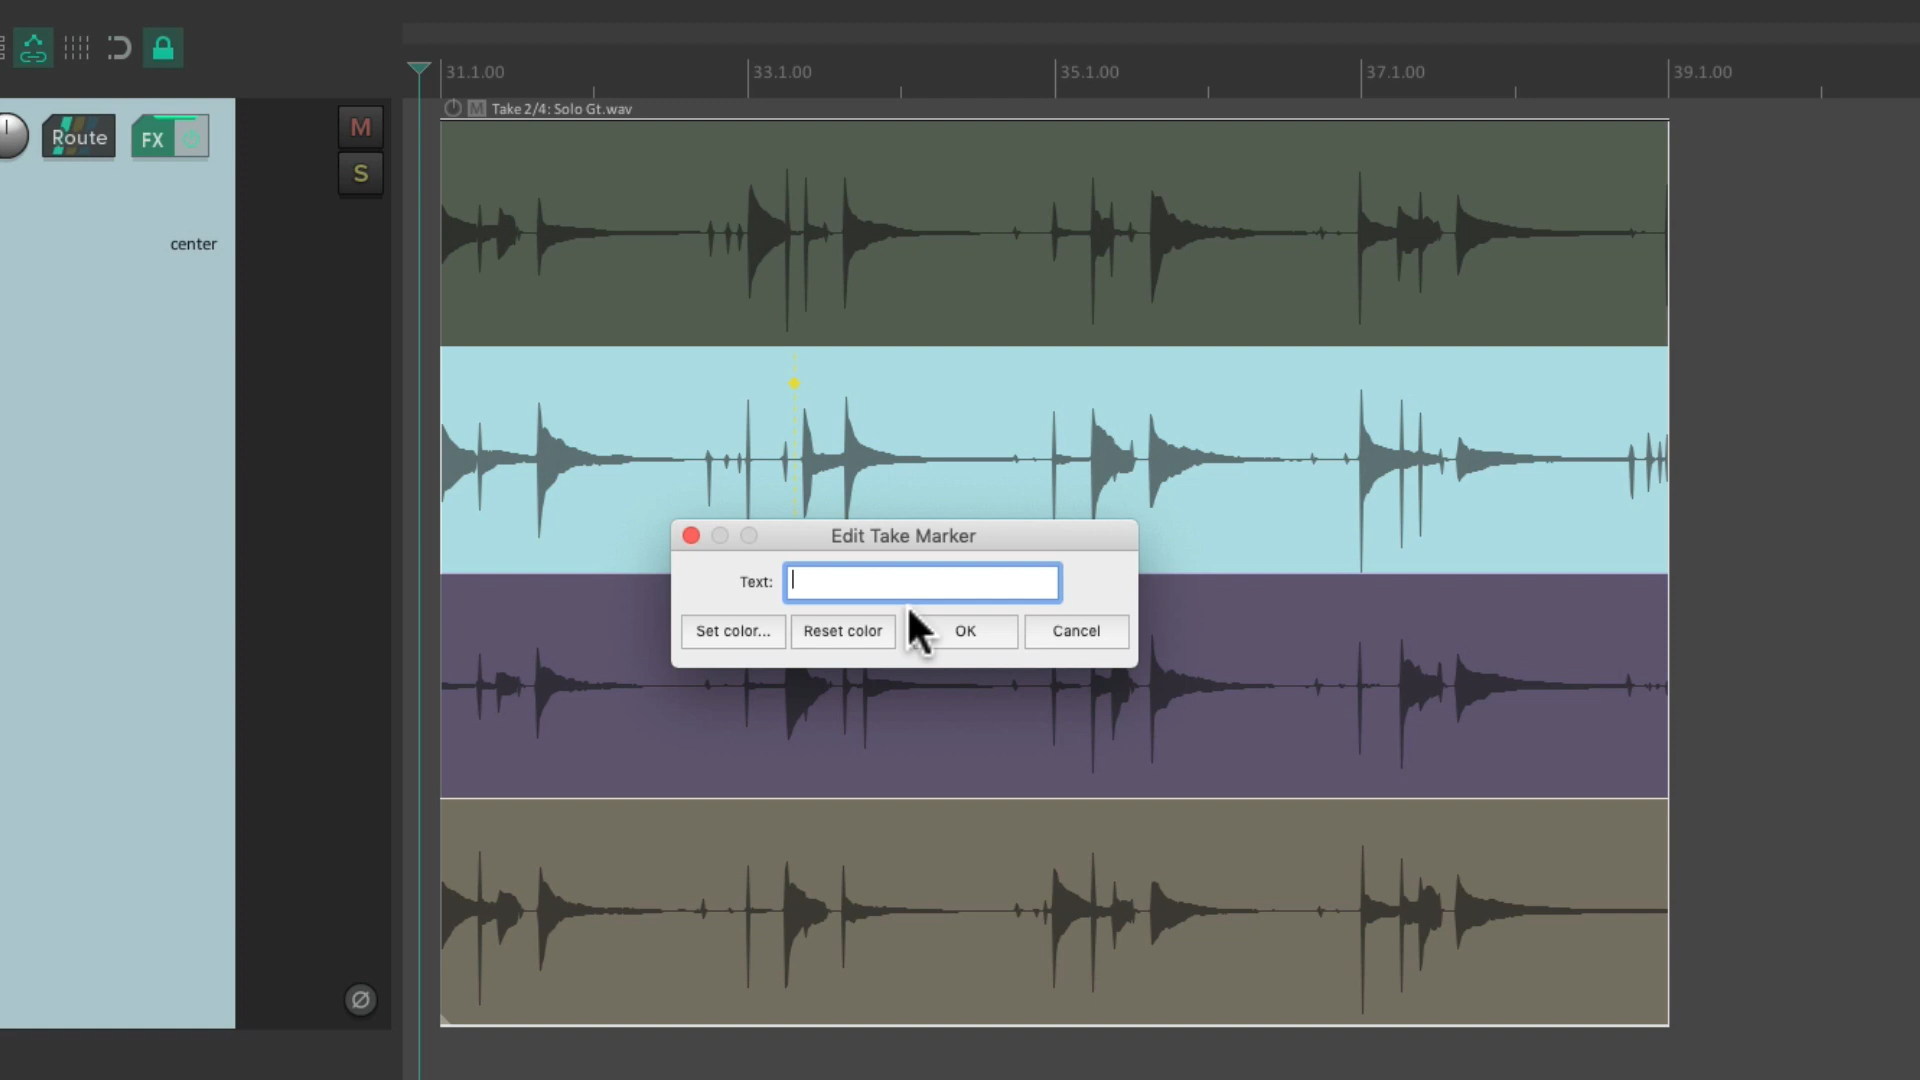 31.1.00
33.1.00
35.1.00
37.1.00
39.1.00
M Take 2/4: Solo Gt.wav
Route
FX
M
S
center
Edit Take Marker
Text:
Set color...
Reset color
OK
Cancel